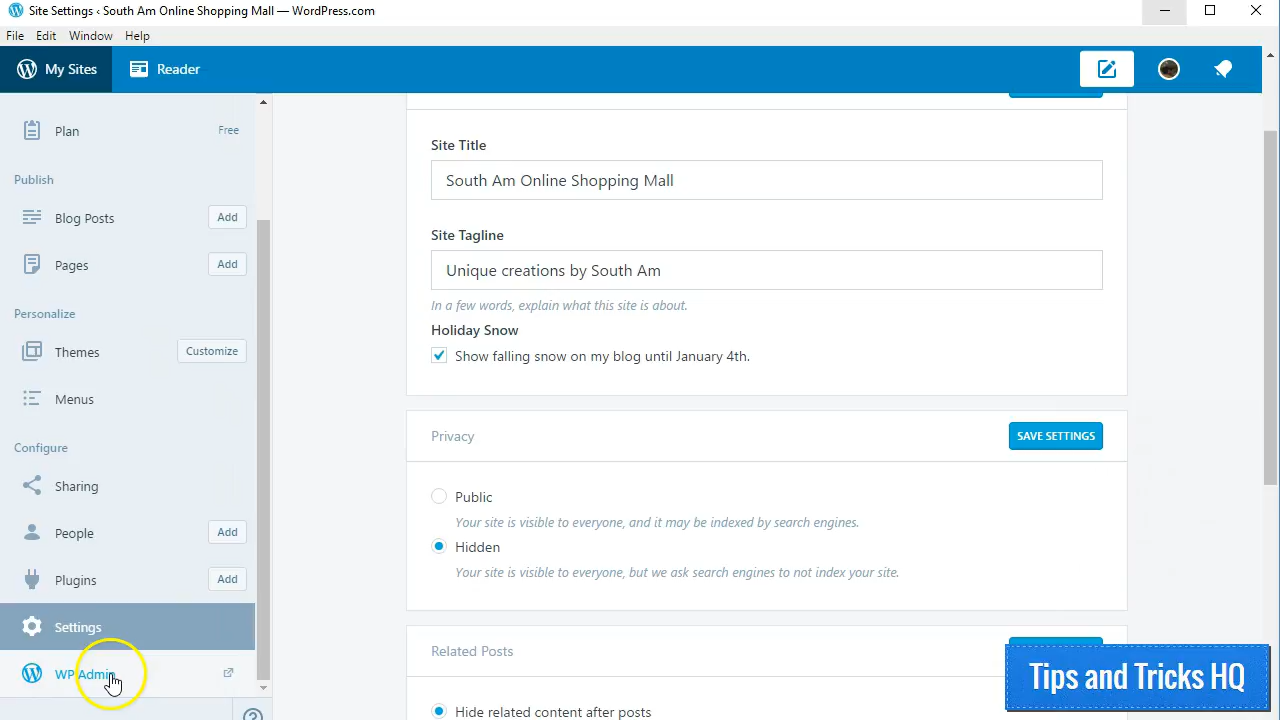 Site Settings ‹ South Am Online Shopping Mall — WordPress.com
File Edit Window Help
My Sites Reader
Plan Free
Publish
Blog Posts Add
Pages Add
Personalize
Themes Customize
Menus
Configure
Sharing
People Add
Plugins Add
Settings
WP Admin
Site Title
South Am Online Shopping Mall
Site Tagline
Unique creations by South Am
In a few words, explain what this site is about.
Holiday Snow
Show falling snow on my blog until January 4th.
Privacy SAVE SETTINGS
Public
Your site is visible to everyone, and it may be indexed by search engines.
Hidden
Your site is visible to everyone, but we ask search engines to not index your site.
Related Posts
Hide related content after posts
Tips and Tricks HQ